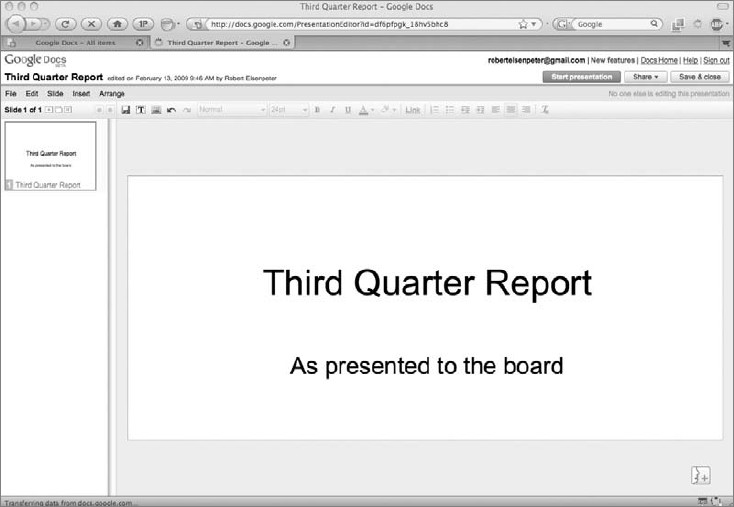 Third Quarter Report – Google Docs
1P
http://docs.google.com/PresentationEditor?id=df6pfpgk_18hv5bhc8
Google
Google Docs – All items
Third Quarter Report – Google ...
Google Docs
BETA
roberteisenpeter@gmail.com | New features | Docs Home | Help | Sign out
Third Quarter Report edited on February 13, 2009 9:46 AM by Robert Eisenpeter
Start presentation
Share
Save & close
File Edit Slide Insert Arrange
No one else is editing this presentation
Slide 1 of 1
Normal
24pt
B I U A
Link
Third Quarter Report
As presented to the board
1 Third Quarter Report
Third Quarter Report
As presented to the board
Transferring data from docs.google.com...